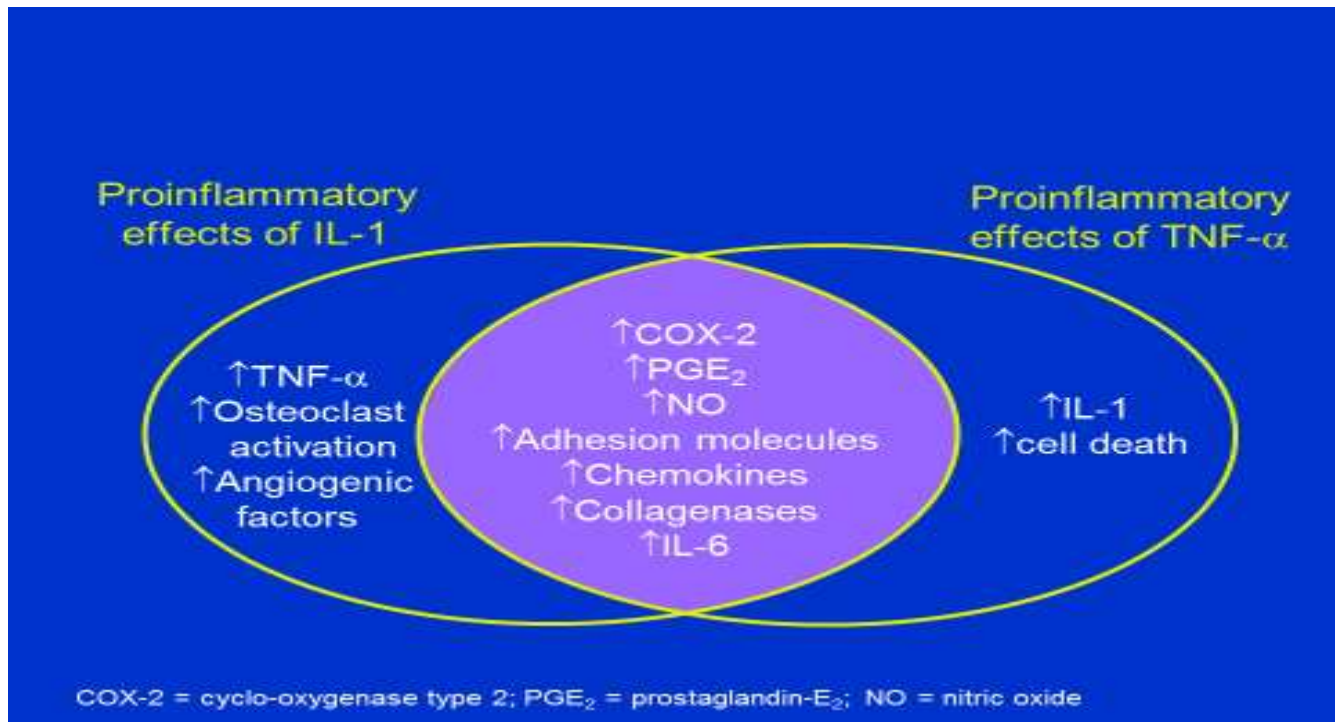 Proinflammatory
effects of IL-1
Proinflammatory
effects of TNF-α
↑TNF-α
↑Osteoclast
activation
↑Angiogenic
factors
↑COX-2
↑PGE₂
↑NO
↑Adhesion molecules
↑Chemokines
↑Collagenases
↑IL-6
↑IL-1
↑cell death
COX-2 = cyclo-oxygenase type 2; PGE₂ = prostaglandin-E₂; NO = nitric oxide